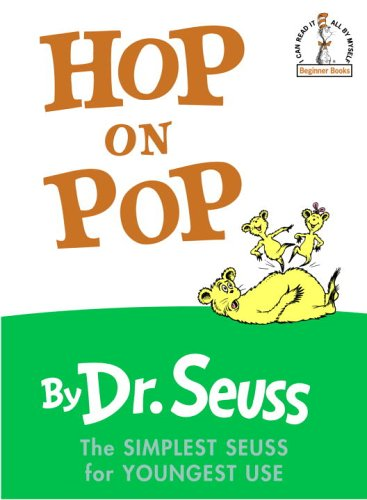 HOP
ON
POP
I CAN READ IT ALL BY MYSELF
Beginner Books
By Dr. Seuss
The SIMPLEST SEUSS
for YOUNGEST USE